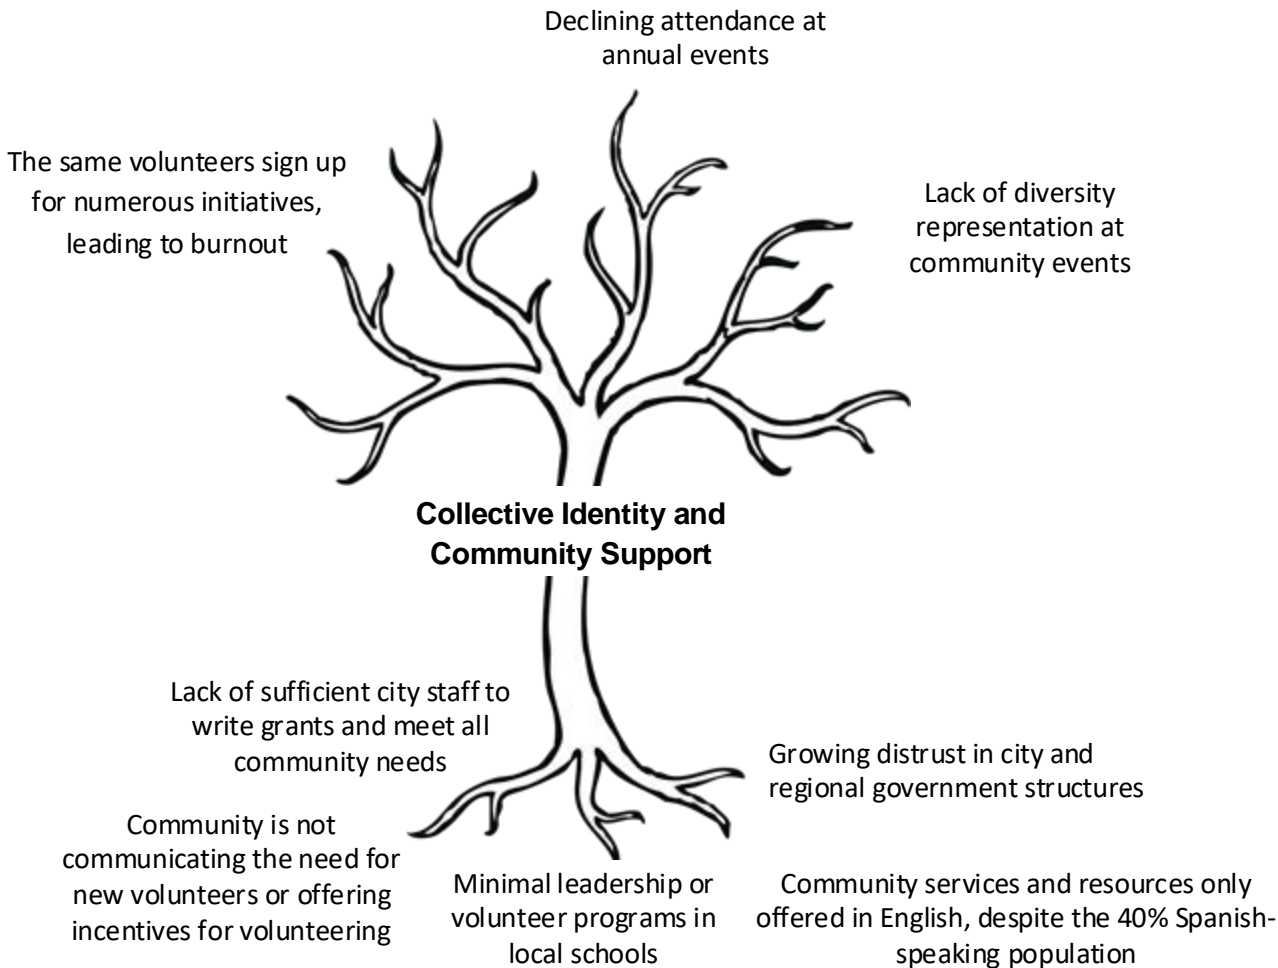 Declining attendance at
annual events
The same volunteers sign up
for numerous initiatives,
leading to burnout
Lack of diversity
representation at
community events
Collective Identity and
Community Support
Lack of sufficient city staff to
write grants and meet all
community needs
Growing distrust in city and
regional government structures
Community is not
communicating the need for
new volunteers or offering
incentives for volunteering
Minimal leadership or
volunteer programs in
local schools
Community services and resources only
offered in English, despite the 40% Spanish-
speaking population